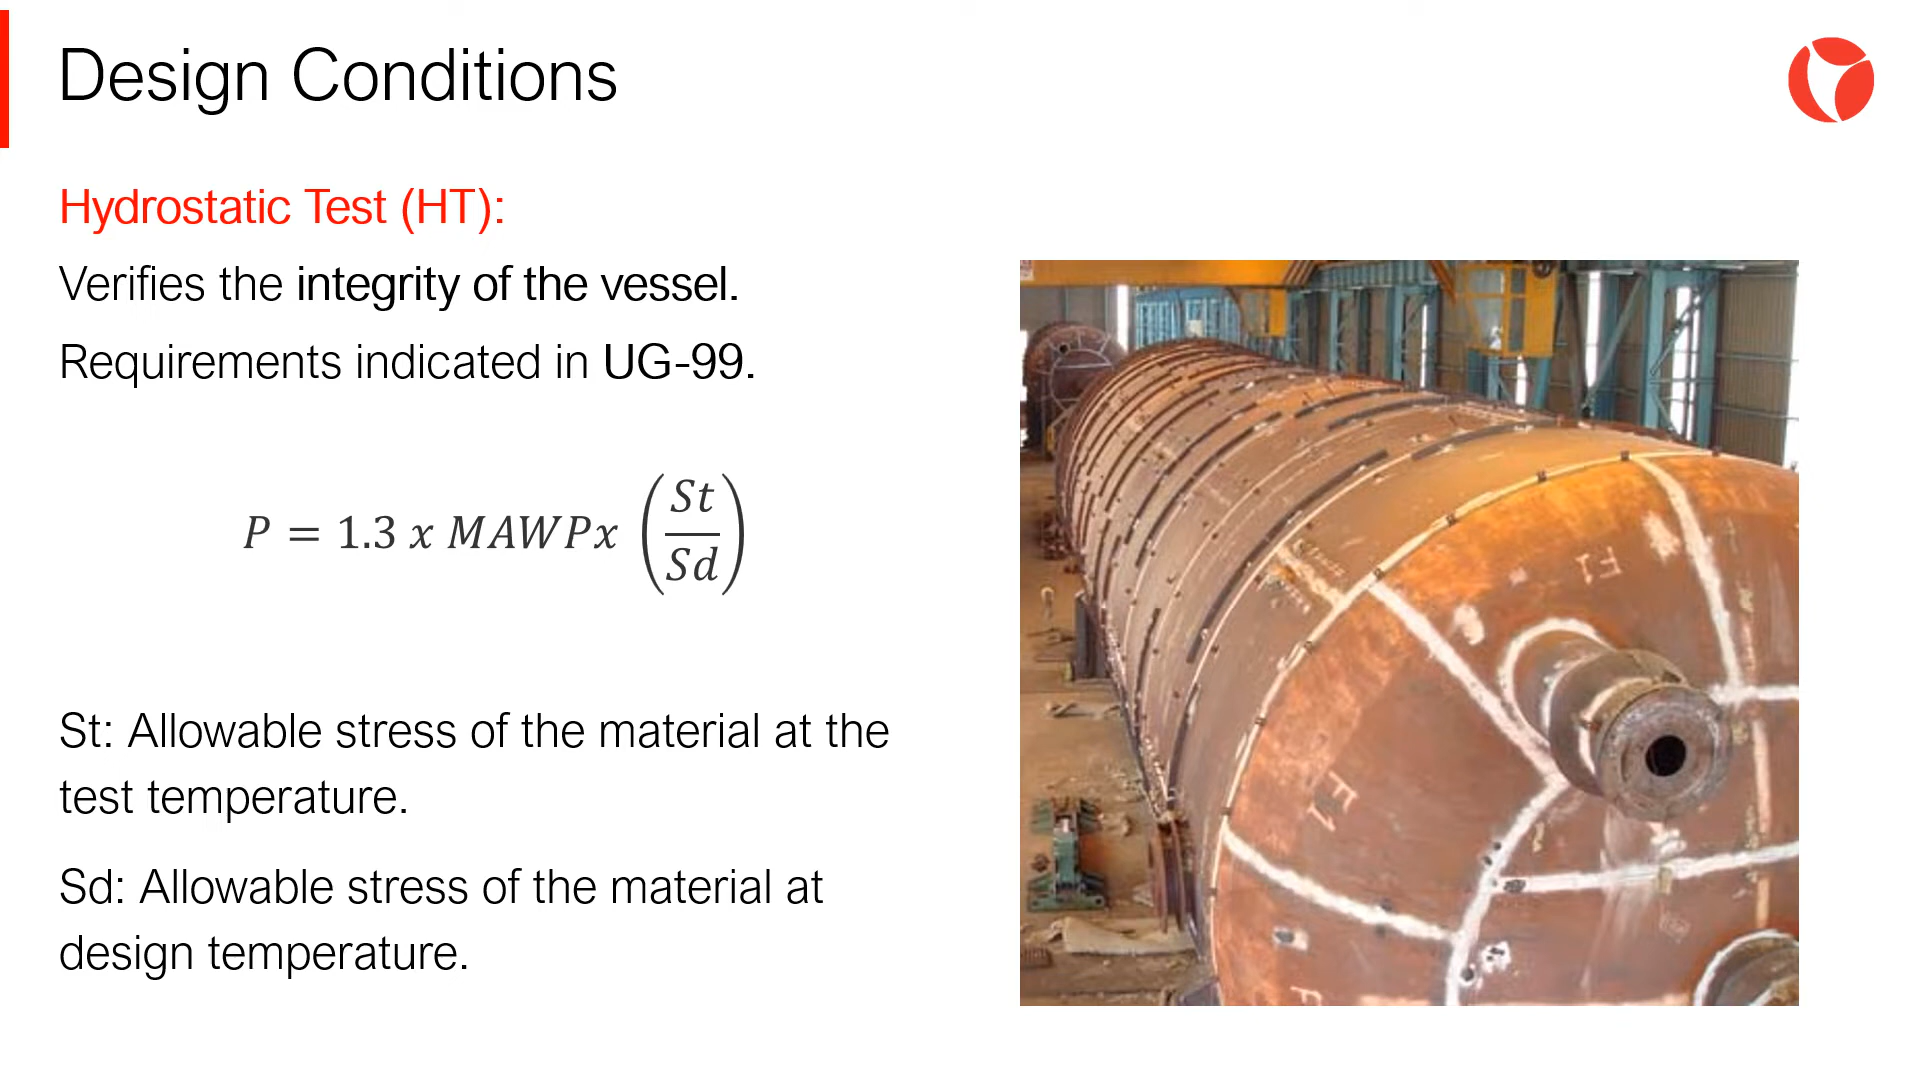 Design Conditions
Hydrostatic Test (HT):
Verifies the integrity of the vessel.
Requirements indicated in UG-99.
P = 1.3 x MAWPx (St/Sd)
St: Allowable stress of the material at the
test temperature.
Sd: Allowable stress of the material at
design temperature.
F1
E1